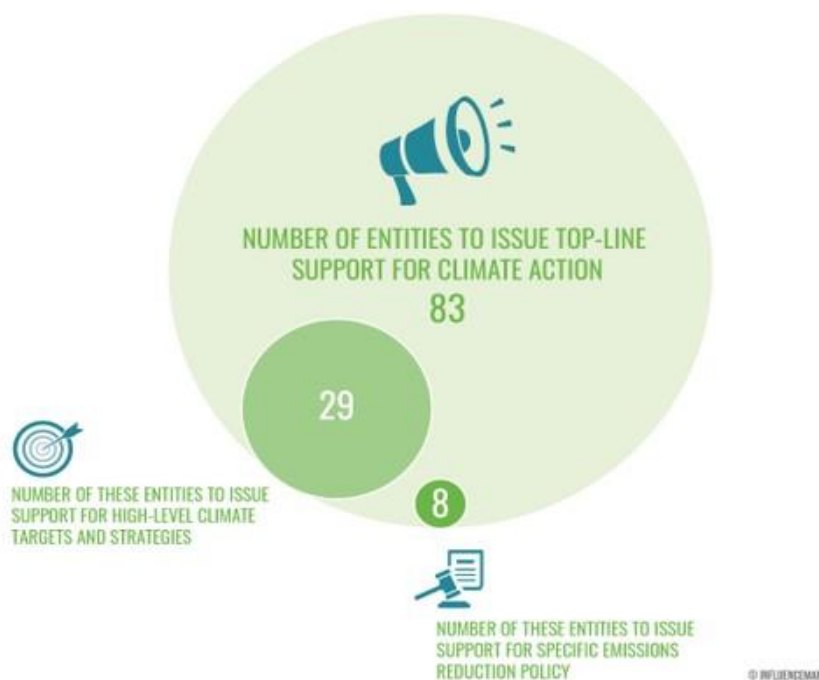 NUMBER OF ENTITIES TO ISSUE TOP-LINE
SUPPORT FOR CLIMATE ACTION
83
29
NUMBER OF THESE ENTITIES TO ISSUE
SUPPORT FOR HIGH-LEVEL CLIMATE
TARGETS AND STRATEGIES
8
NUMBER OF THESE ENTITIES TO ISSUE
SUPPORT FOR SPECIFIC EMISSIONS
REDUCTION POLICY